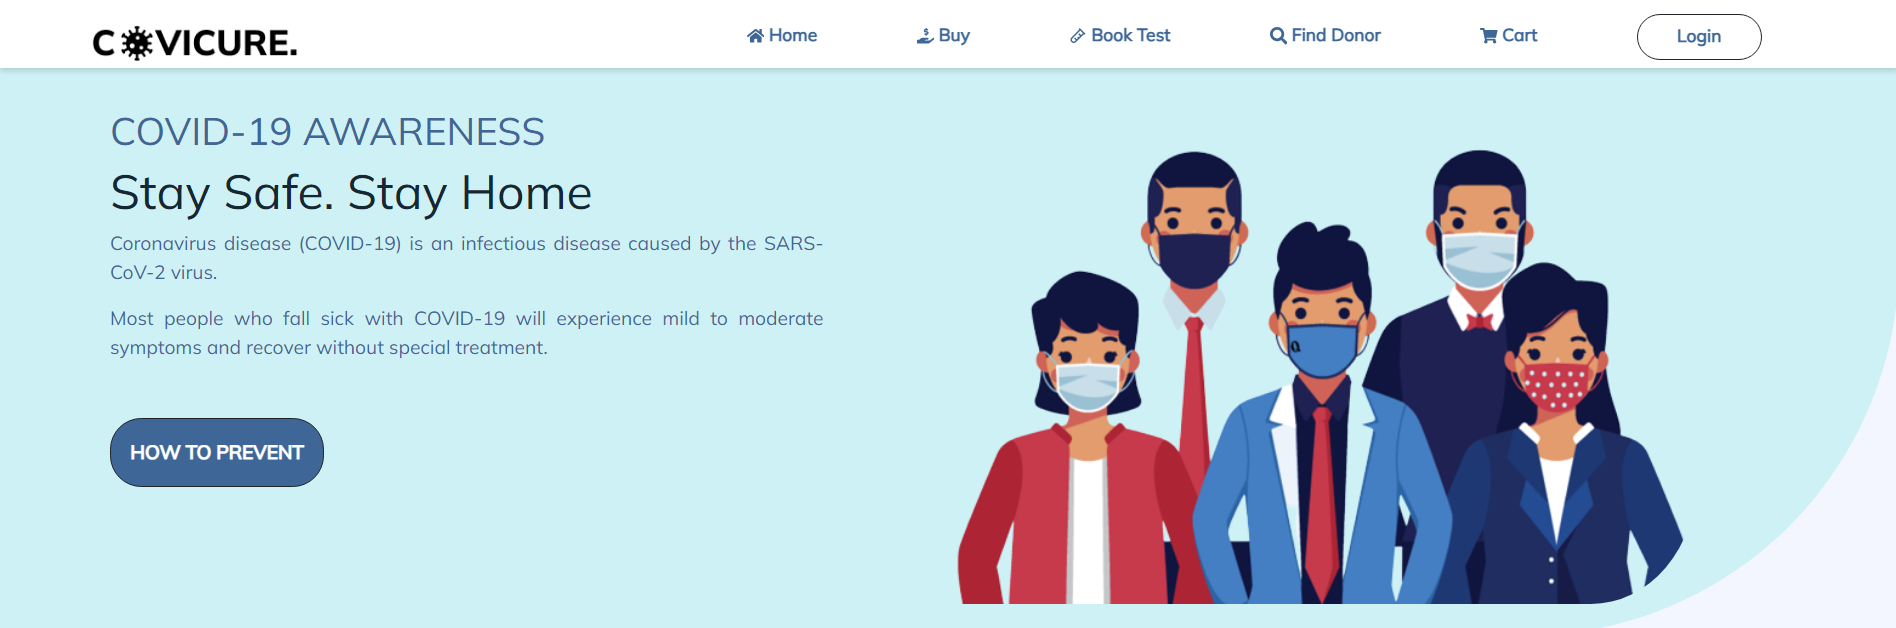 COVICURE.
Home
Buy
Book Test
Find Donor
Cart
Login
COVID-19 AWARENESS
Stay Safe. Stay Home
Coronavirus disease (COVID-19) is an infectious disease caused by the SARS-
CoV-2 virus.
Most people who fall sick with COVID-19 will experience mild to moderate
symptoms and recover without special treatment.
HOW TO PREVENT